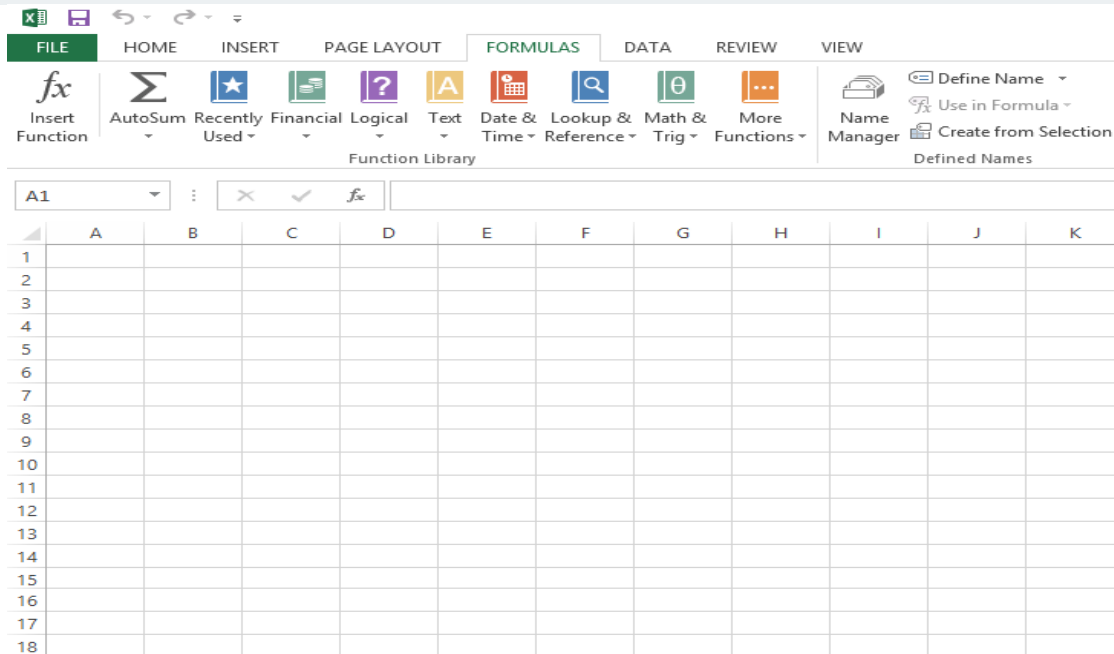 FILE HOME INSERT PAGE LAYOUT FORMULAS DATA REVIEW VIEW
fx Σ ? A θ Define Name
Insert AutoSum Recently Financial Logical Text Date & Lookup & Math & More Name Use in Formula
Function Used Time Reference Trig Functions Manager Create from Selection
Function Library Defined Names
A1 fx
A B C D E F G H I J K
1
2
3
4
5
6
7
8
9
10
11
12
13
14
15
16
17
18